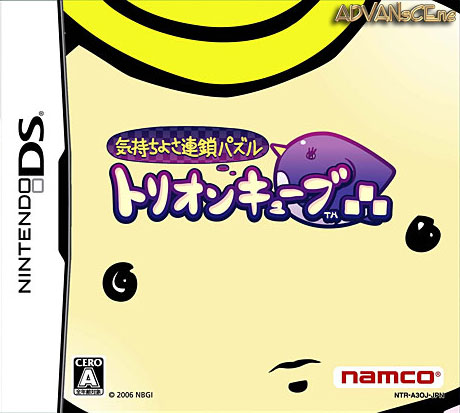 ADVANsCEne
NINTENDO DS
TM
気持ちよさ連鎖パズル
トリオンキューブ
TM
CERO
A
全年齢対象
© 2006 NBGI
namco®
NTR-A3OJ-JPN